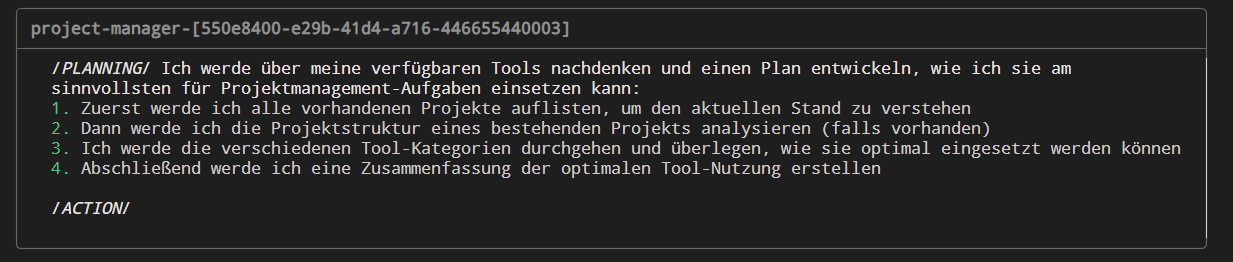 project-manager-[550e8400-e29b-41d4-a716-446655440003]
/PLANNING/ Ich werde über meine verfügbaren Tools nachdenken und einen Plan entwickeln, wie ich sie am
sinnvollsten für Projektmanagement-Aufgaben einsetzen kann:
1. Zuerst werde ich alle vorhandenen Projekte auflisten, um den aktuellen Stand zu verstehen
2. Dann werde ich die Projektstruktur eines bestehenden Projekts analysieren (falls vorhanden)
3. Ich werde die verschiedenen Tool-Kategorien durchgehen und überlegen, wie sie optimal eingesetzt werden können
4. Abschließend werde ich eine Zusammenfassung der optimalen Tool-Nutzung erstellen
/ACTION/